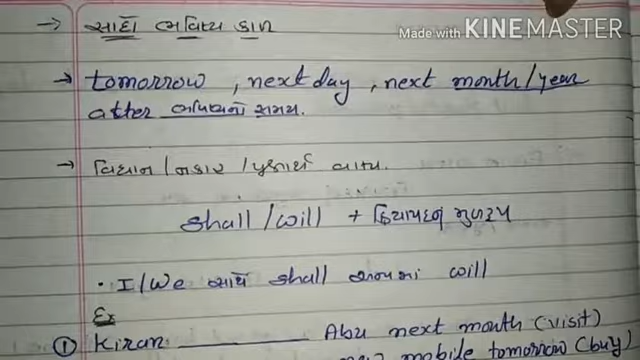 Made with KINEMASTER
→ સાદો ભવિષ્ય કાળ
→ tomorrow , next day , next month / year
after ભવિષ્યનો સમય.
→ વિધાન / નકાર / પ્રશ્નાર્થ વાક્ય.
shall / will + ક્રિયાપદનું મુળરૂપ
• I / We સાથે shall will
Ex
① Kiran ________ Abu next month (visit)
mobile tomorrow (buy)